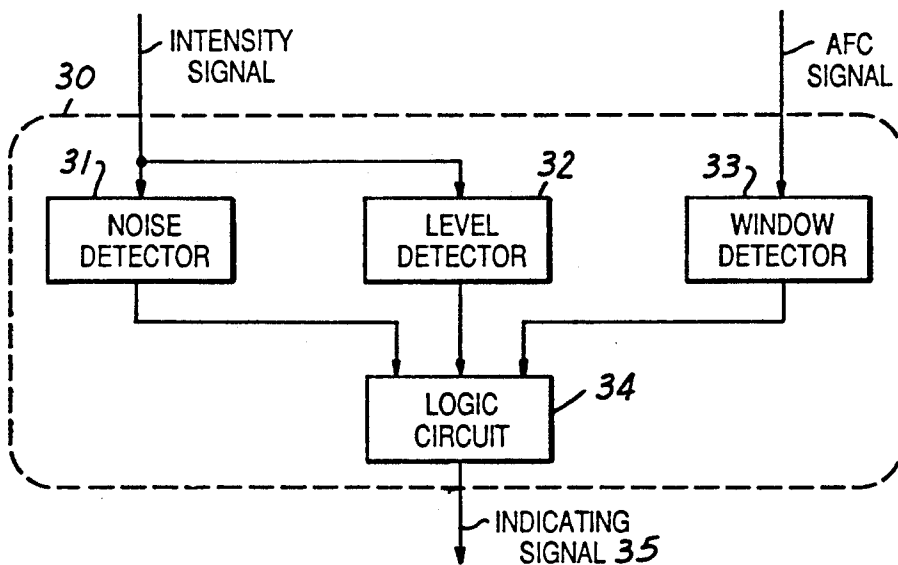 INTENSITY
SIGNAL
AFC
SIGNAL
30
31
NOISE
DETECTOR
32
LEVEL
DETECTOR
33
WINDOW
DETECTOR
LOGIC
CIRCUIT
34
INDICATING
SIGNAL 35